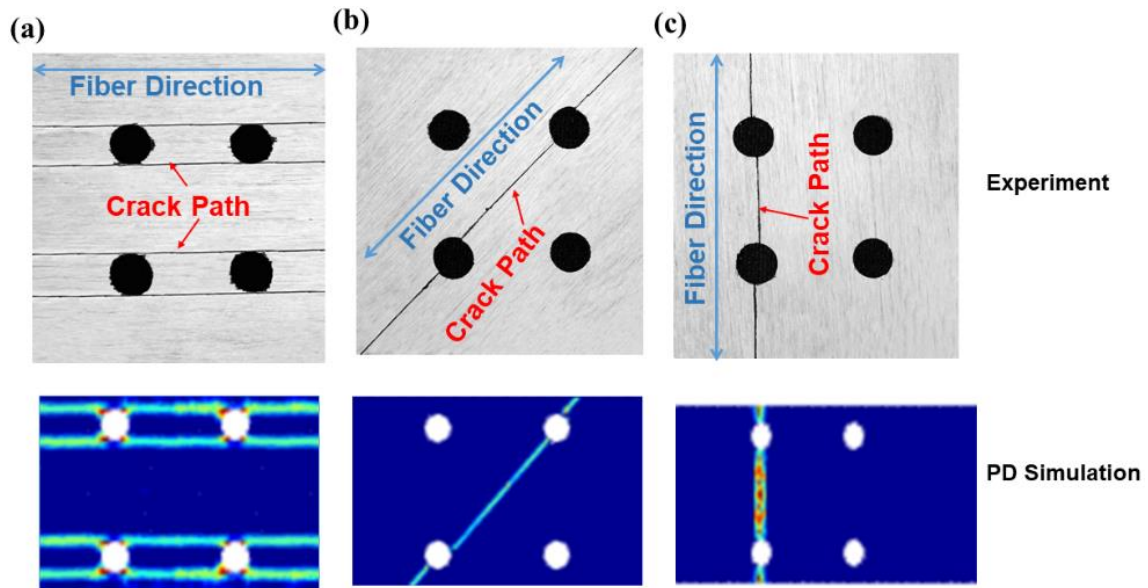 (a)
(b)
(c)
Fiber Direction
Crack Path
Fiber Direction
Crack Path
Fiber Direction
Crack Path
Experiment
PD Simulation